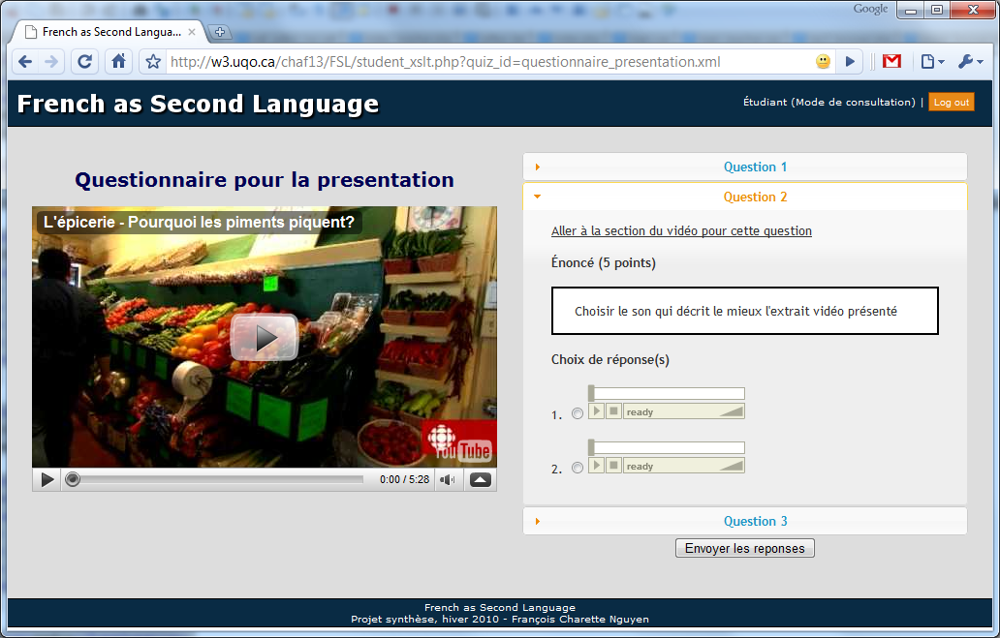 Google
French as Second Langua...
http://w3.uqo.ca/chaf13/FSL/student_xslt.php?quiz_id=questionnaire_presentation.xml
French as Second Language
Étudiant (Mode de consultation) | Log out
Questionnaire pour la presentation
L'épicerie - Pourquoi les piments piquent?
YouTube
0:00 / 5:28
Question 1
Question 2
Aller à la section du vidéo pour cette question
Énoncé (5 points)
Choisir le son qui décrit le mieux l'extrait vidéo présenté
Choix de réponse(s)
1. ready
2. ready
Question 3
Envoyer les reponses
French as Second Language
Projet synthèse, hiver 2010 - François Charette Nguyen